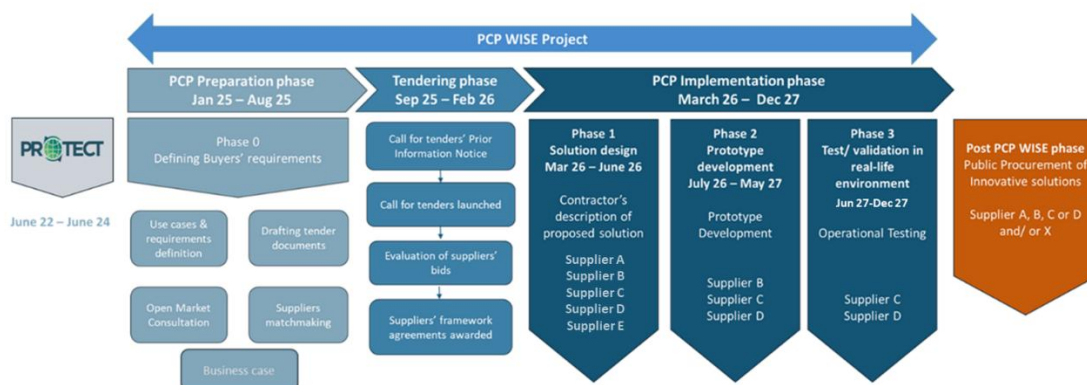 PCP WISE Project
PCP Preparation phase
Jan 25 – Aug 25
Tendering phase
Sep 25 – Feb 26
PCP Implementation phase
March 26 – Dec 27
PROTECT
June 22 – June 24
Phase 0
Defining Buyers' requirements
Use cases &
requirements
definition
Drafting tender
documents
Open Market
Consultation
Suppliers
matchmaking
Business case
Call for tenders' Prior
Information Notice
Call for tenders launched
Evaluation of suppliers'
bids
Suppliers' framework
agreements awarded
Phase 1
Solution design
Mar 26 – June 26
Contractor's
description of
proposed solution
Supplier A
Supplier B
Supplier C
Supplier D
Supplier E
Phase 2
Prototype
development
July 26 – May 27
Prototype
Development
Supplier B
Supplier C
Supplier D
Phase 3
Test/ validation in
real-life
environment
Jun 27-Dec 27
Operational Testing
Supplier C
Supplier D
Post PCP WISE phase
Public Procurement of
Innovative solutions
Supplier A, B, C or D
and/ or X